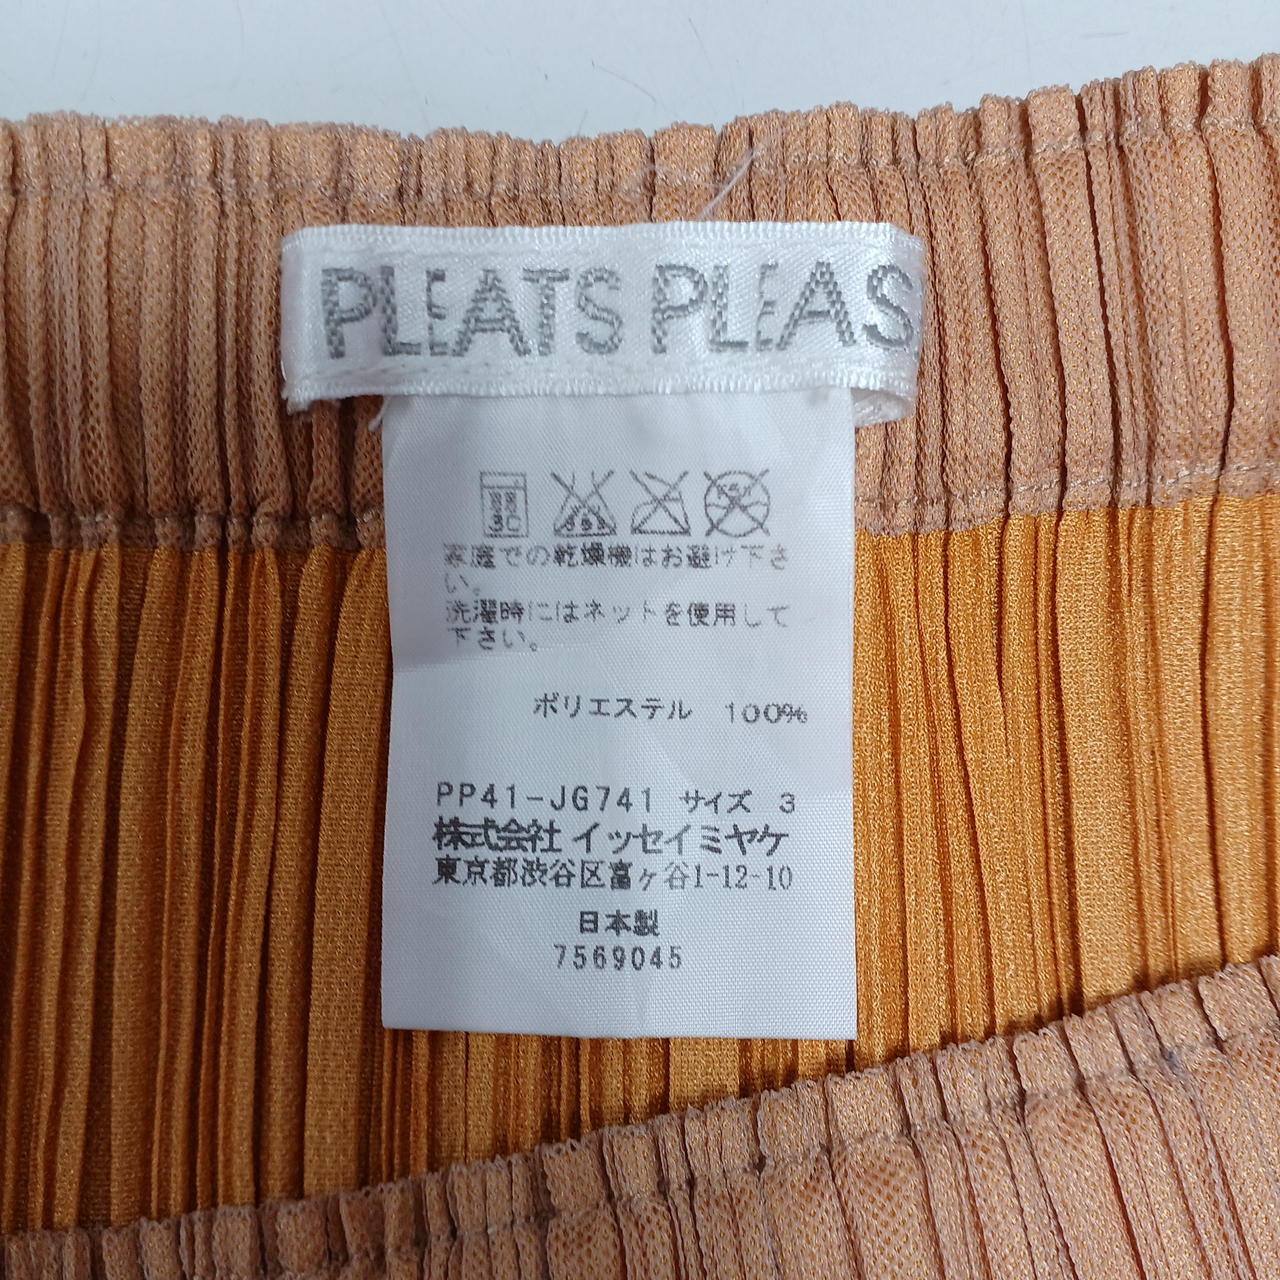 PLEATS PLEAS
30
家庭での乾燥機はお避け下さ
い。
洗濯時にはネットを使用して
下さい。
ポリエステル 100%
PP41-JG741 サイズ 3
株式会社 イッセイミヤケ
東京都渋谷区富ヶ谷1-12-10
日本製
7569045